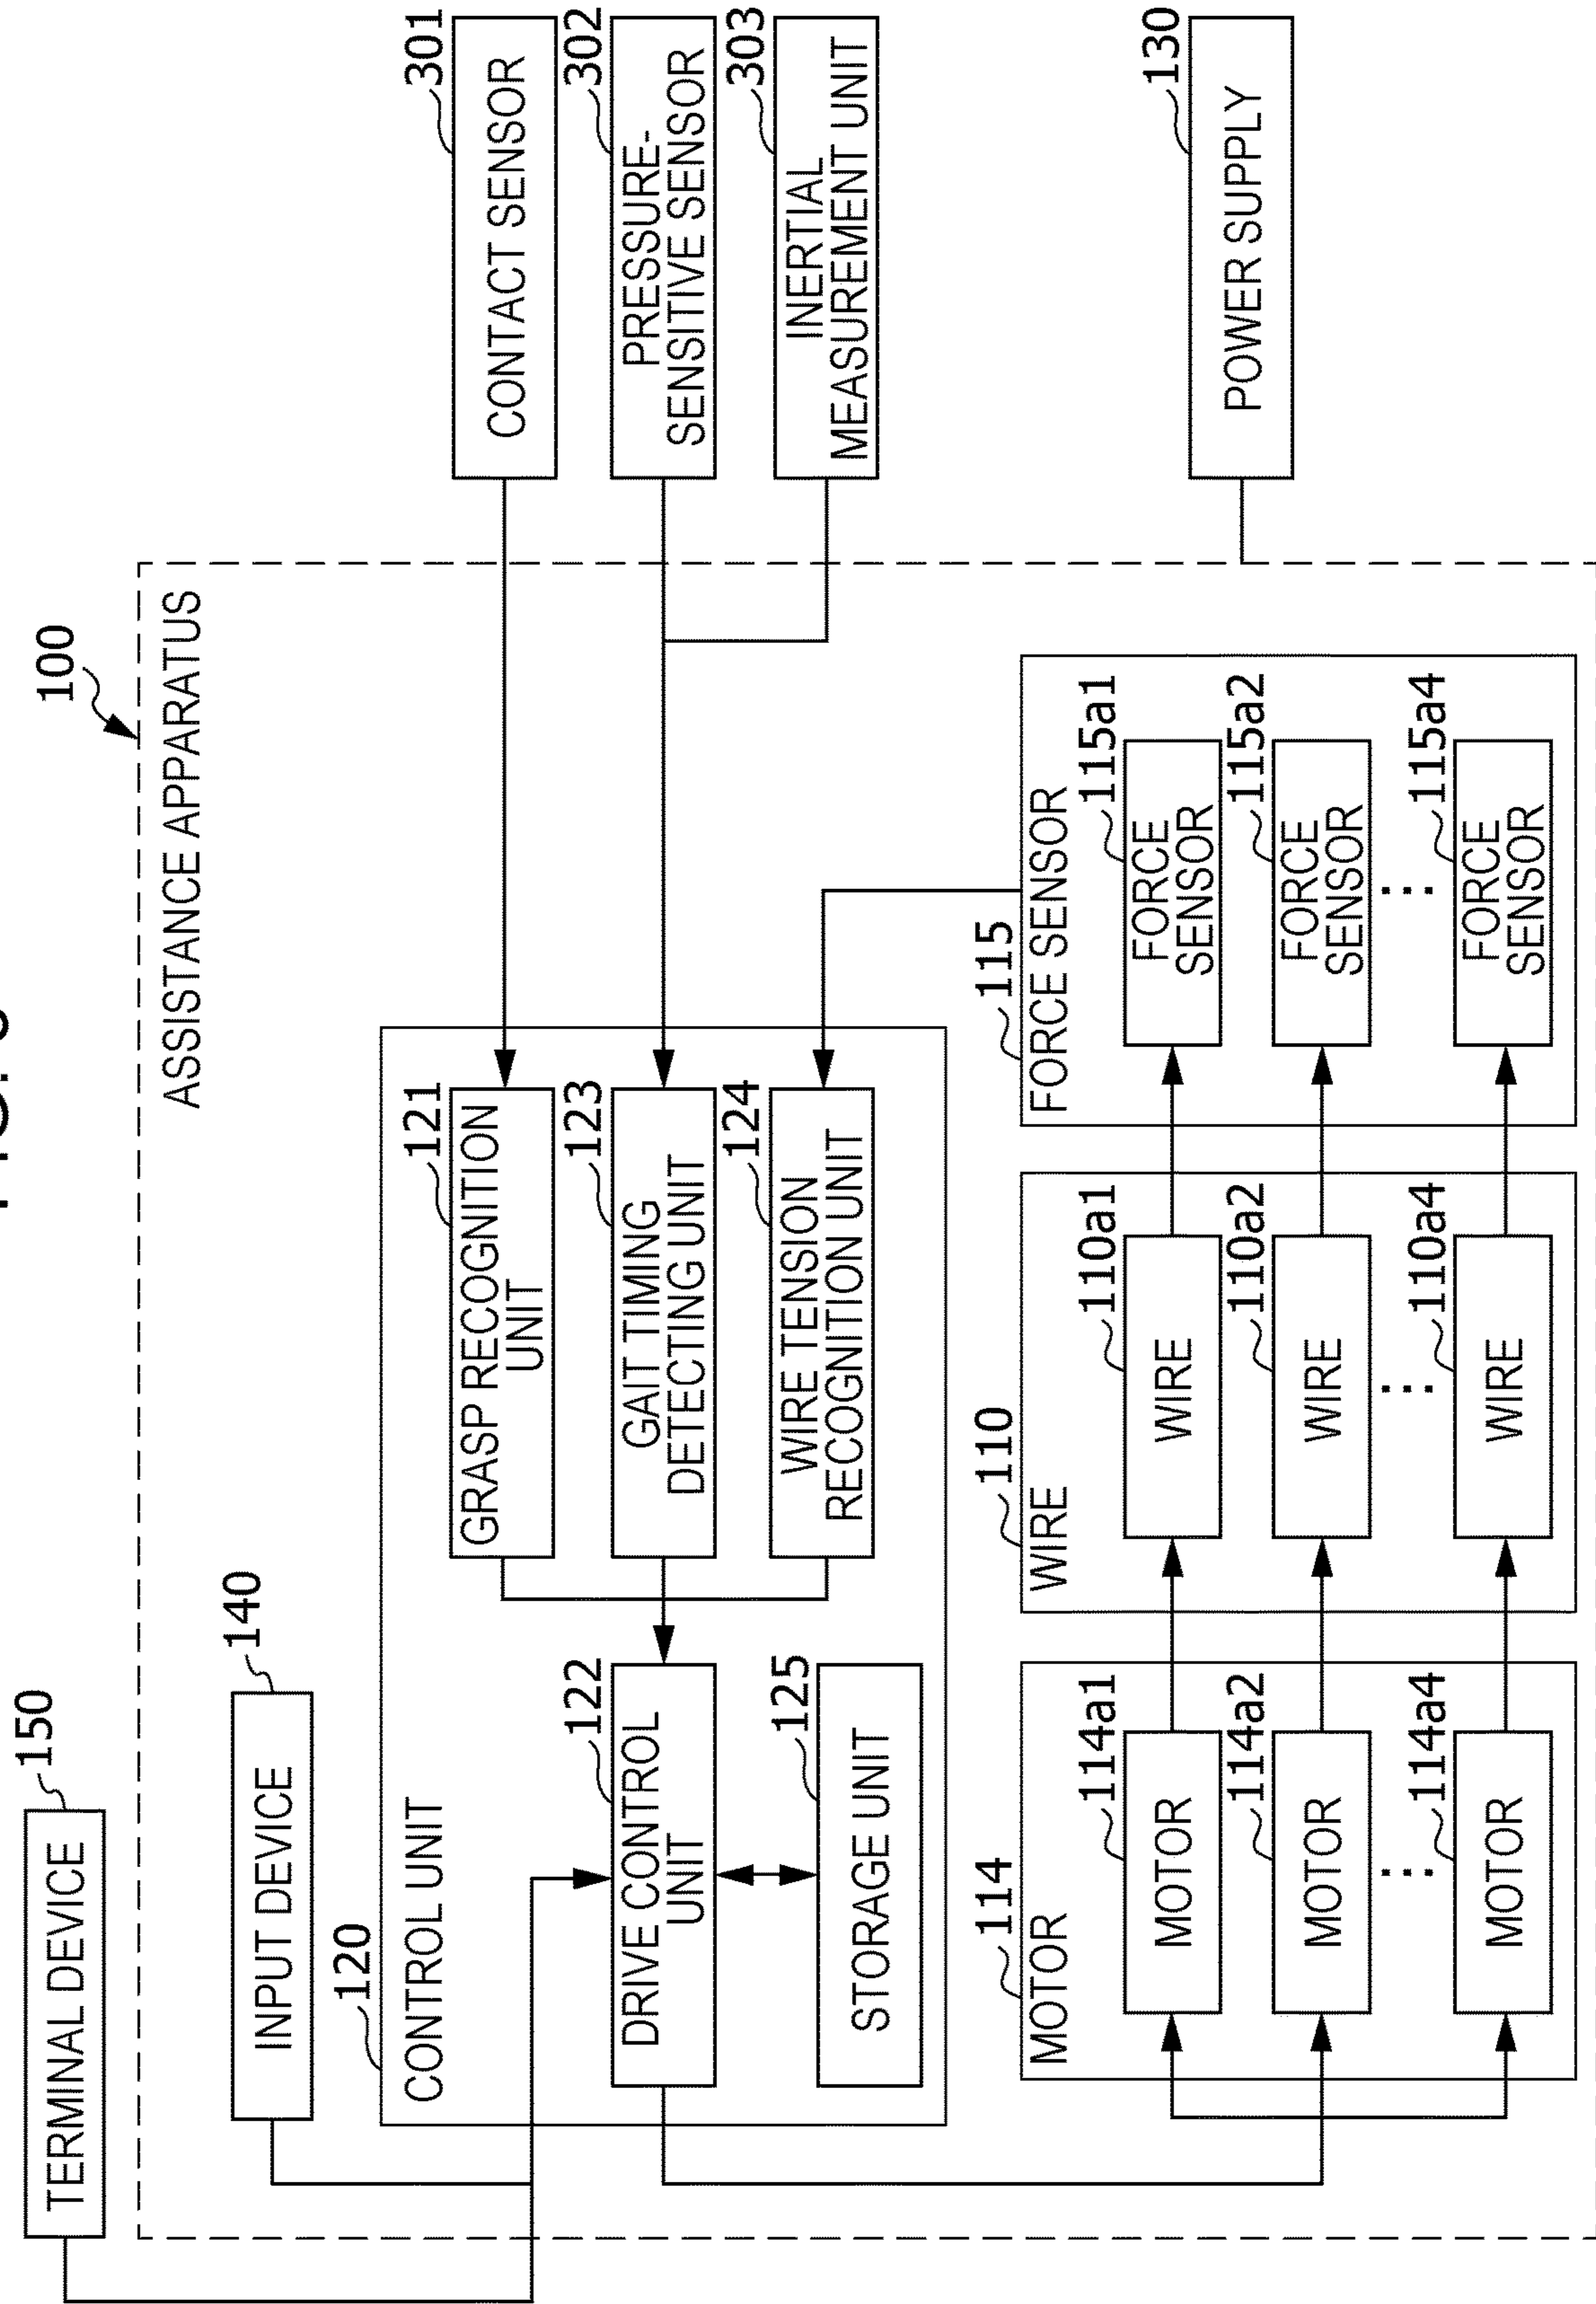 150
TERMINAL DEVICE
100
ASSISTANCE APPARATUS
140
INPUT DEVICE
120
CONTROL UNIT
122
DRIVE CONTROL
UNIT
125
STORAGE UNIT
121
GRASP RECOGNITION
UNIT
123
GAIT TIMING
DETECTING UNIT
124
WIRE TENSION
RECOGNITION UNIT
301
CONTACT SENSOR
302
PRESSURE-
SENSITIVE SENSOR
303
INERTIAL
MEASUREMENT UNIT
114
MOTOR
114a1
MOTOR
114a2
MOTOR
...
114a4
MOTOR
110
WIRE
110a1
WIRE
110a2
WIRE
...
110a4
WIRE
115
FORCE SENSOR
115a1
FORCE
SENSOR
115a2
FORCE
SENSOR
...
115a4
FORCE
SENSOR
130
POWER SUPPLY